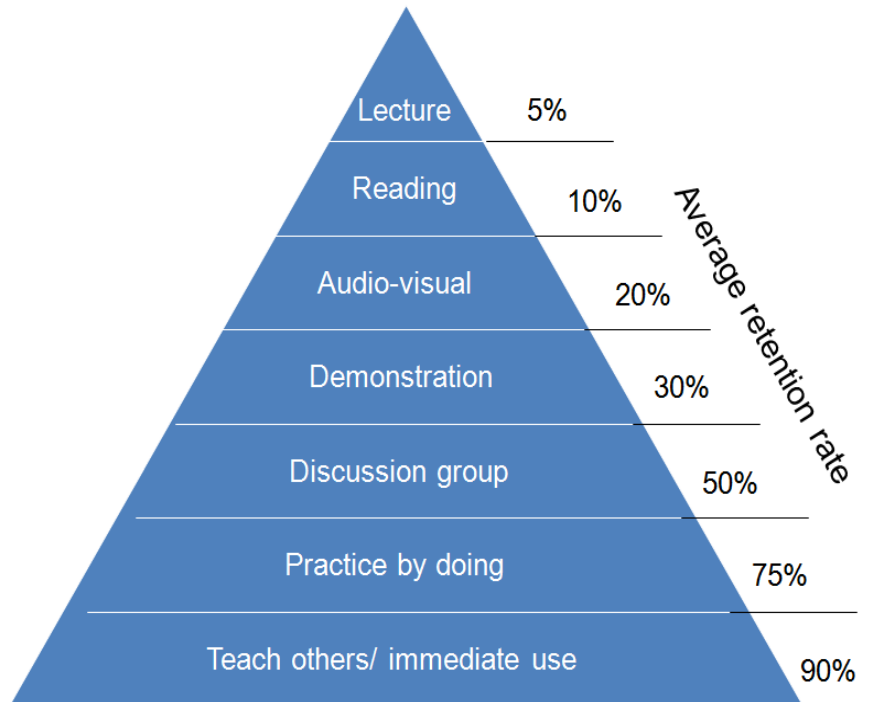 Lecture 5%
Reading 10%
Audio-visual 20%
Demonstration 30%
Discussion group 50%
Practice by doing 75%
Teach others/ immediate use 90%
Average retention rate